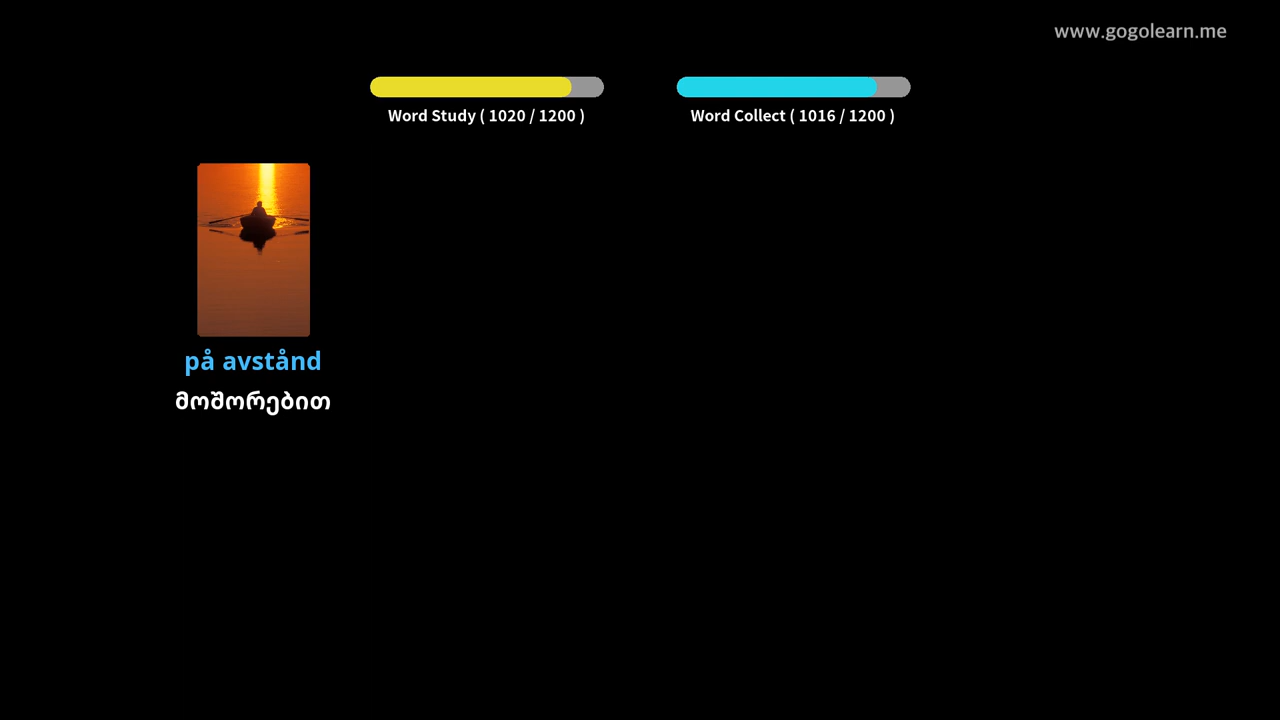 www.gogolearn.me
Word Study ( 1020 / 1200 )
Word Collect ( 1016 / 1200 )
på avstånd
მოშორებით